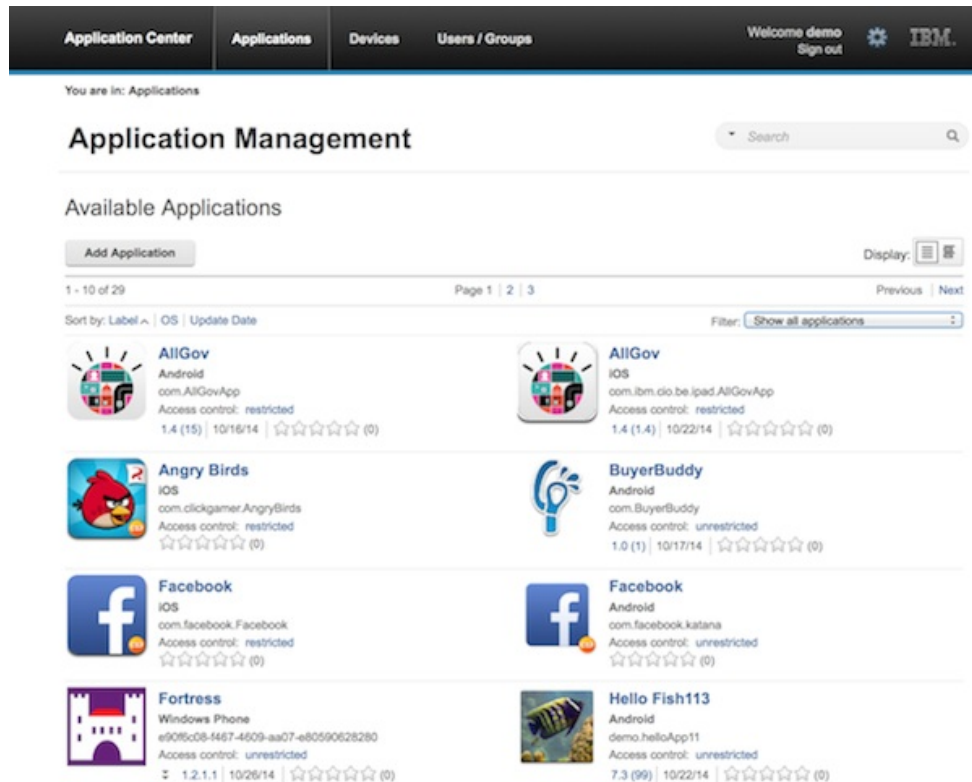 Application Center Applications Devices Users / Groups Welcome demo IBM.
Sign out
You are in: Applications
Application Management
Search
Available Applications
Add Application Display:
1 - 10 of 29 Page 1 | 2 | 3 Previous | Next
Sort by: Label | OS | Update Date Filter: Show all applications
AllGov
Android
com.AllGovApp
Access control: restricted
1.4 (15) | 10/16/14 | (0)
AllGov
iOS
com.ibm.cio.be.ipad.AllGovApp
Access control: restricted
1.4 (1.4) | 10/22/14 | (0)
Angry Birds
iOS
com.clickgamer.AngryBirds
Access control: restricted
(0)
BuyerBuddy
Android
com.BuyerBuddy
Access control: unrestricted
1.0 (1) | 10/17/14 | (0)
Facebook
iOS
com.facebook.Facebook
Access control: restricted
(0)
Facebook
Android
com.facebook.katana
Access control: unrestricted
(0)
Fortress
Windows Phone
e90f6c08-f467-4609-aa07-e80590628280
Access control: unrestricted
1.2.1.1 | 10/26/14 | (0)
Hello Fish113
Android
demo.helloApp11
Access control: unrestricted
7.3 (99) | 10/22/14 | (0)